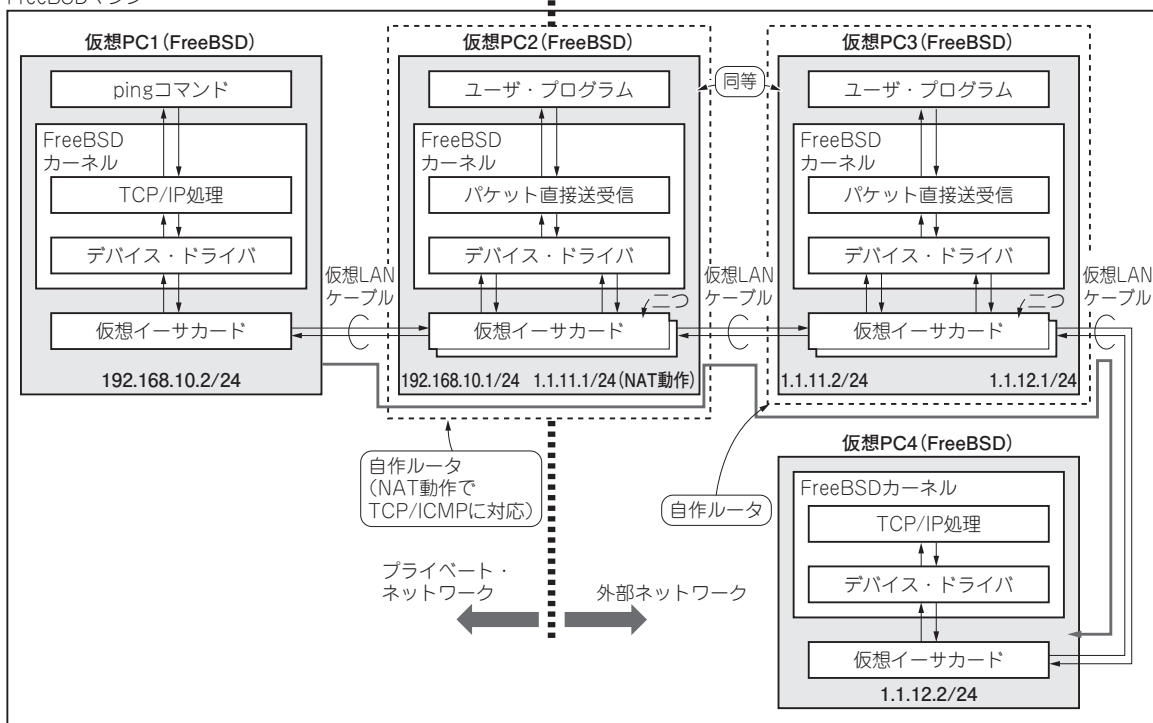 FreeBSDマシン
仮想PC1(FreeBSD)
pingコマンド
FreeBSD
カーネル
TCP/IP処理
デバイス・ドライバ
仮想イーサカード
192.168.10.2/24
仮想LAN
ケーブル
仮想PC2(FreeBSD)
ユーザ・プログラム
FreeBSD
カーネル
パケット直接送受信
デバイス・ドライバ
二つ
仮想イーサカード
192.168.10.1/24 1.1.11.1/24(NAT動作)
同等
仮想LAN
ケーブル
仮想PC3(FreeBSD)
ユーザ・プログラム
FreeBSD
カーネル
パケット直接送受信
デバイス・ドライバ
二つ
仮想イーサカード
1.1.11.2/24 1.1.12.1/24
仮想LAN
ケーブル
自作ルータ
(NAT動作で
TCP/ICMPに対応)
自作ルータ
プライベート・
ネットワーク
外部ネットワーク
仮想PC4(FreeBSD)
FreeBSDカーネル
TCP/IP処理
デバイス・ドライバ
仮想イーサカード
1.1.12.2/24